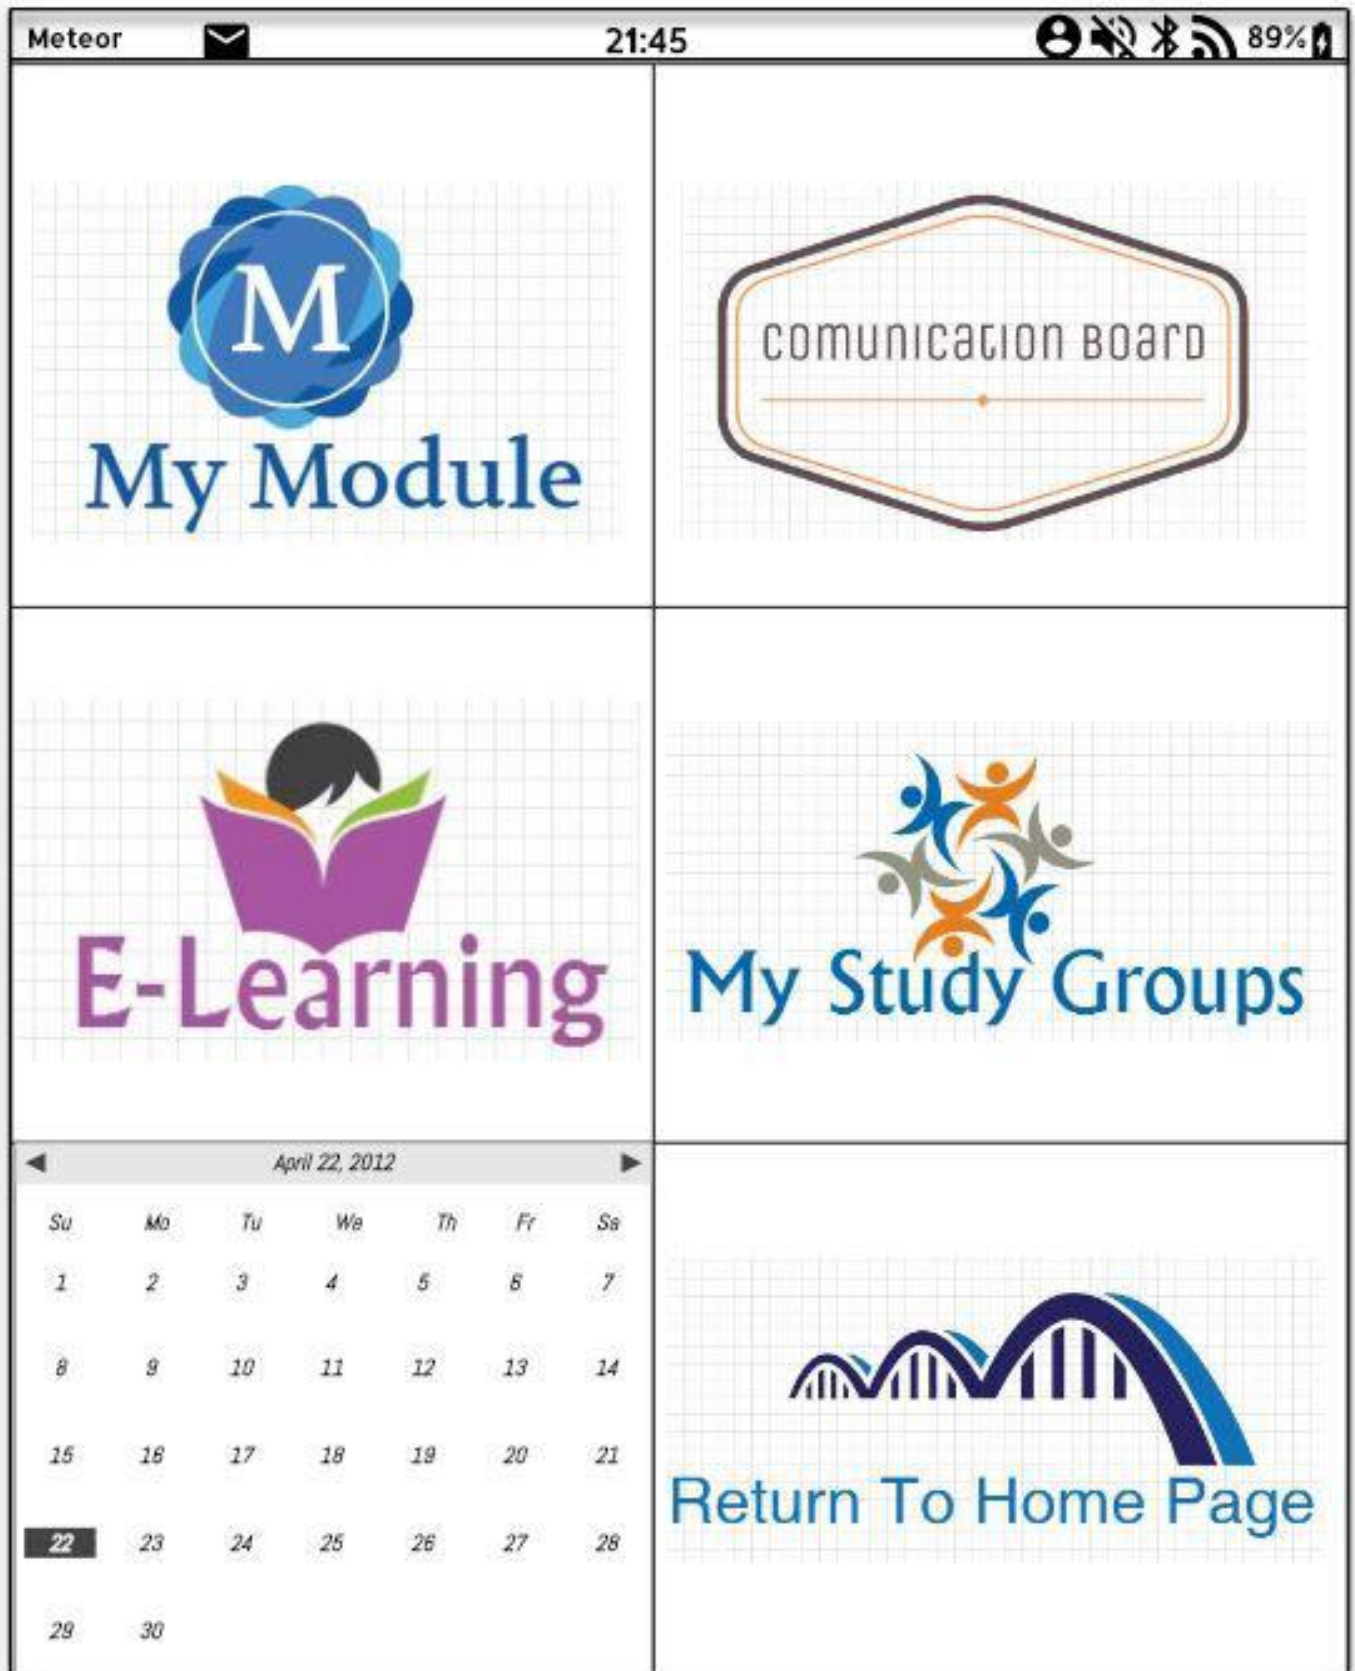 Meteor 21:45 89%
M
My Module
COMUNICATION BOARD
E-Learning
My Study Groups
April 22, 2012
Su Mo Tu We Th Fr Sa
1 2 3 4 5 6 7
8 9 10 11 12 13 14
15 16 17 18 19 20 21
22 23 24 25 26 27 28
29 30
Return To Home Page